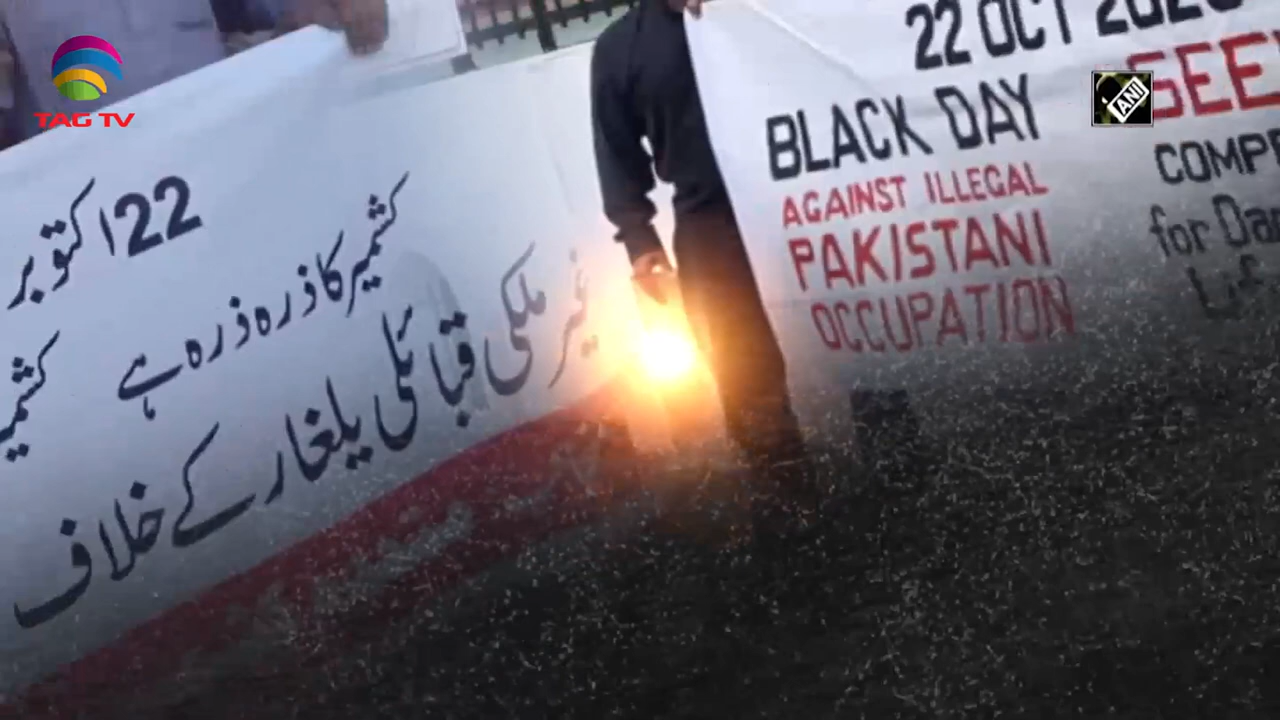 TAG TV
22 اکتوبر
کشمیر کا ذرہ ذرہ ہے
غیر ملکی قبائلی یلغار کے خلاف
22 OCT
BLACK DAY
AGAINST ILLEGAL
PAKISTANI
OCCUPATION
ANI
for